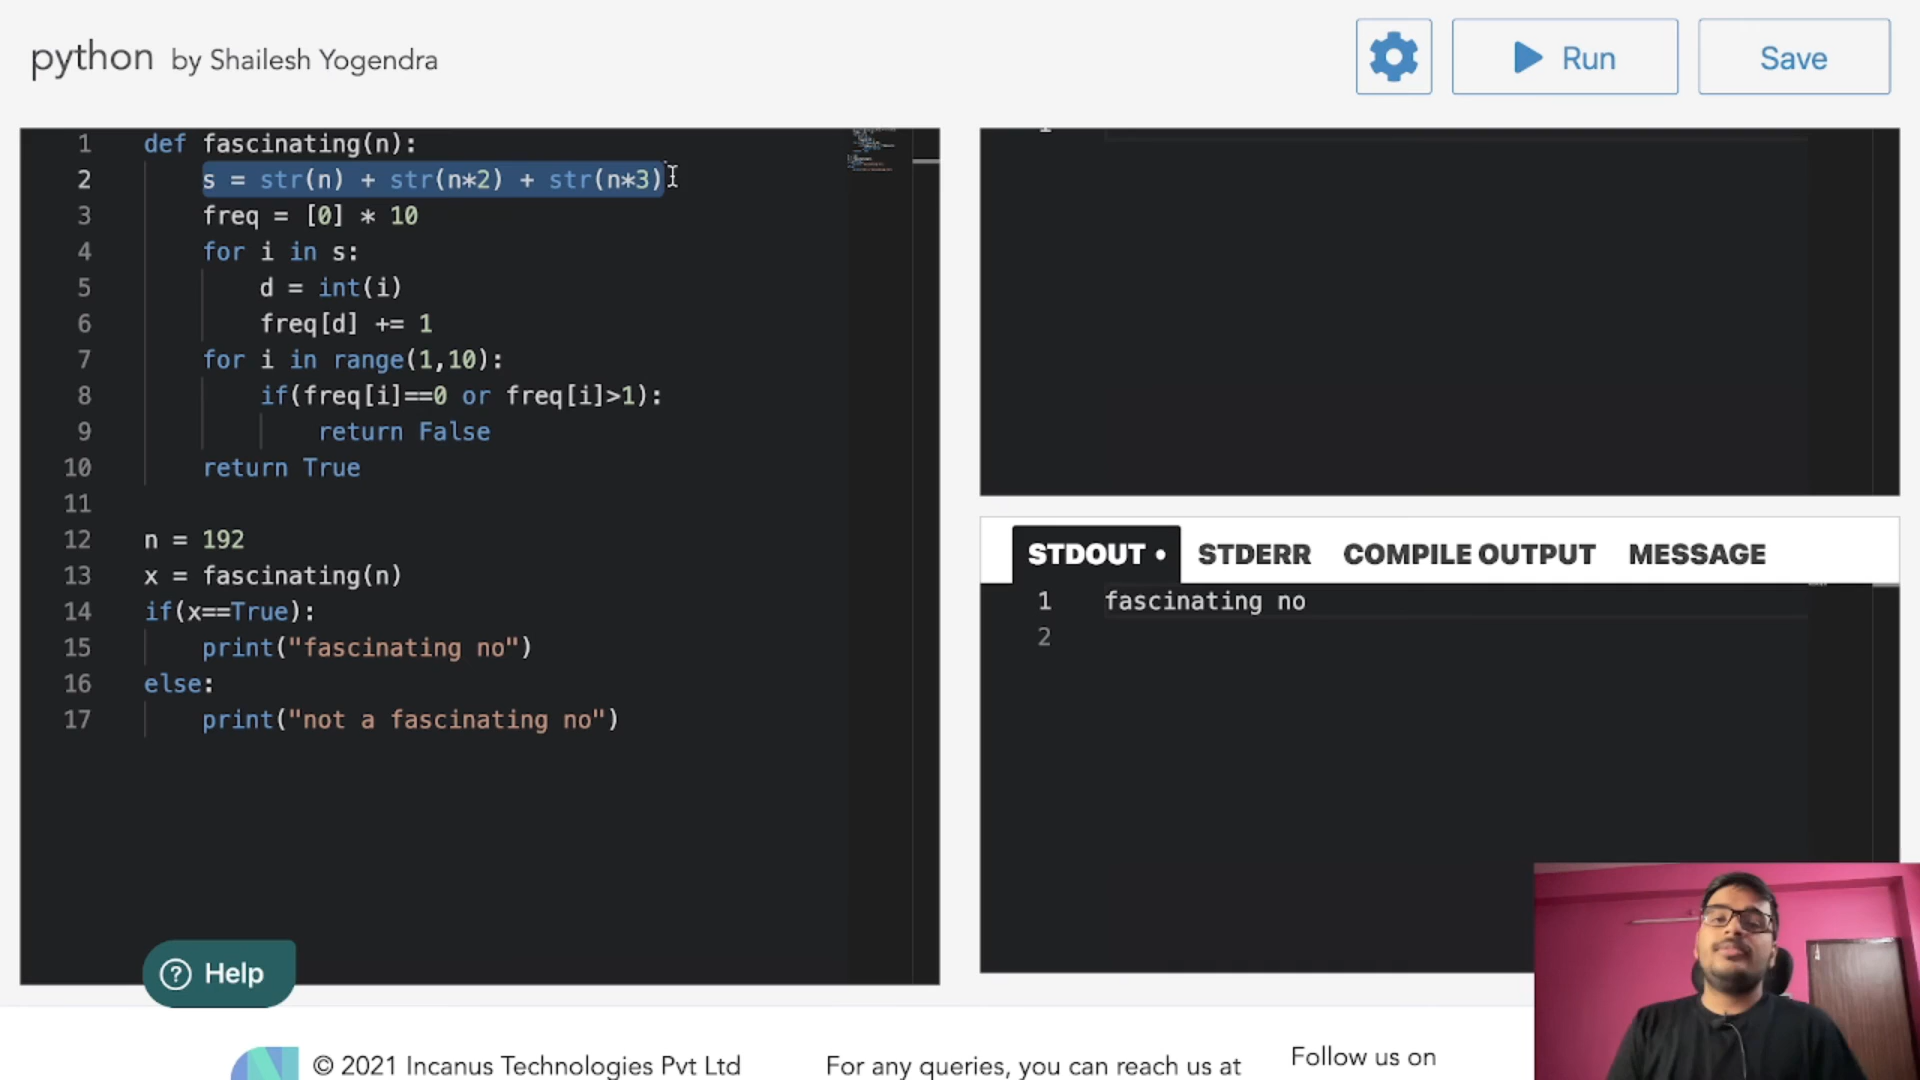 python by Shailesh Yogendra
Run
Save
1 def fascinating(n):
2 s = str(n) + str(n*2) + str(n*3)
3 freq = [0] * 10
4 for i in s:
5 d = int(i)
6 freq[d] += 1
7 for i in range(1,10):
8 if(freq[i]==0 or freq[i]>1):
9 return False
10 return True
11
12 n = 192
13 x = fascinating(n)
14 if(x==True):
15 print("fascinating no")
16 else:
17 print("not a fascinating no")
1
STDOUT • STDERR COMPILE OUTPUT MESSAGE
1 fascinating no
2
? Help
© 2021 Incanus Technologies Pvt Ltd
For any queries, you can reach us at
Follow us on